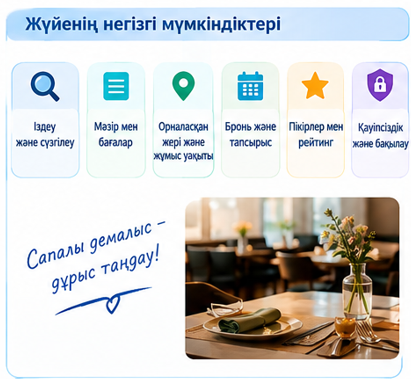 Жүйенің негізгі мүмкіндіктері
Іздеу
және сүзгілеу
Мәзір мен
бағалар
Орналасқан
жері және
жұмыс уақыты
Бронь және
тапсырыс
Пікірлер мен
рейтинг
Қауіпсіздік
және бақылау
Сапалы демалыс –
дұрыс таңдау!